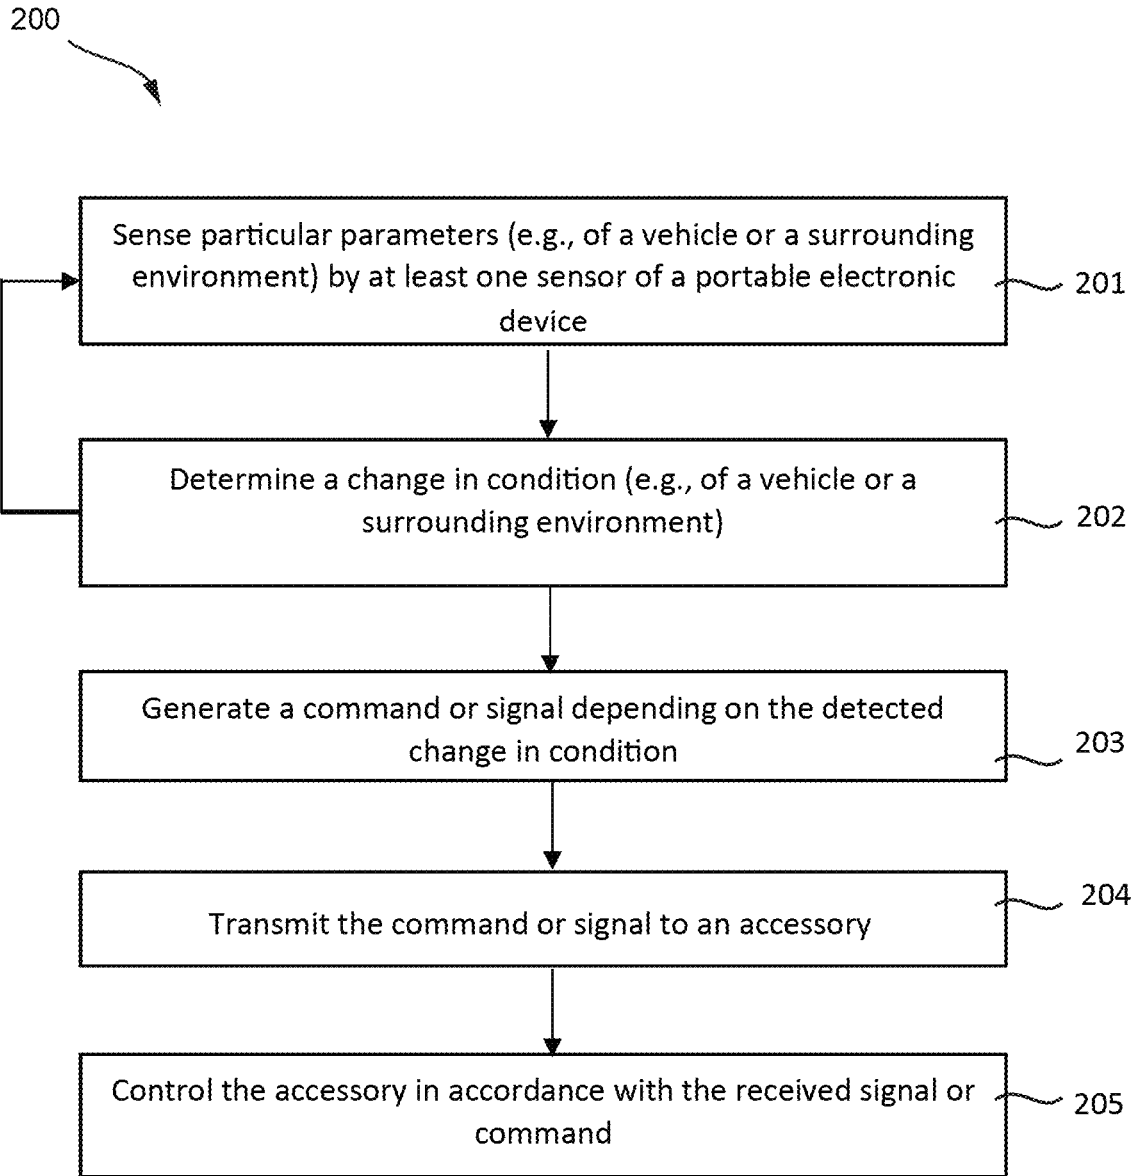 200
Sense particular parameters (e.g., of a vehicle or a surrounding
environment) by at least one sensor of a portable electronic
device
201
Determine a change in condition (e.g., of a vehicle or a
surrounding environment)
202
Generate a command or signal depending on the detected
change in condition
203
Transmit the command or signal to an accessory
204
Control the accessory in accordance with the received signal or
command
205